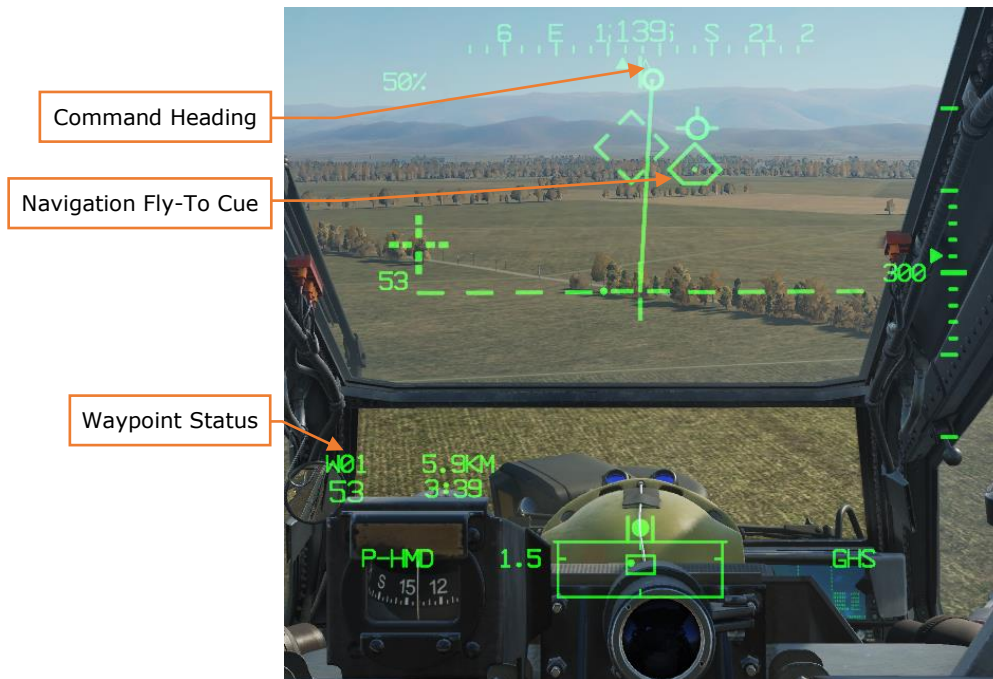 6 E 1¦139¦ S 21 2
50%
Command Heading
Navigation Fly-To Cue
53
300
Waypoint Status
W01 5.9KM
53 3:39
P-HMD 1.5 GHS
S 15 12